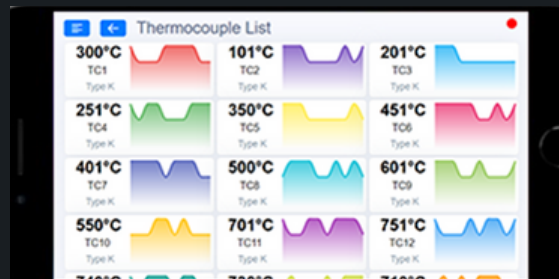 Thermocouple List
300°C
TC1
Type K
101°C
TC2
Type K
201°C
TC3
Type K
251°C
TC4
Type K
350°C
TC5
Type K
451°C
TC6
Type K
401°C
TC7
Type K
500°C
TC8
Type K
601°C
TC9
Type K
550°C
TC10
Type K
701°C
TC11
Type K
751°C
TC12
Type K